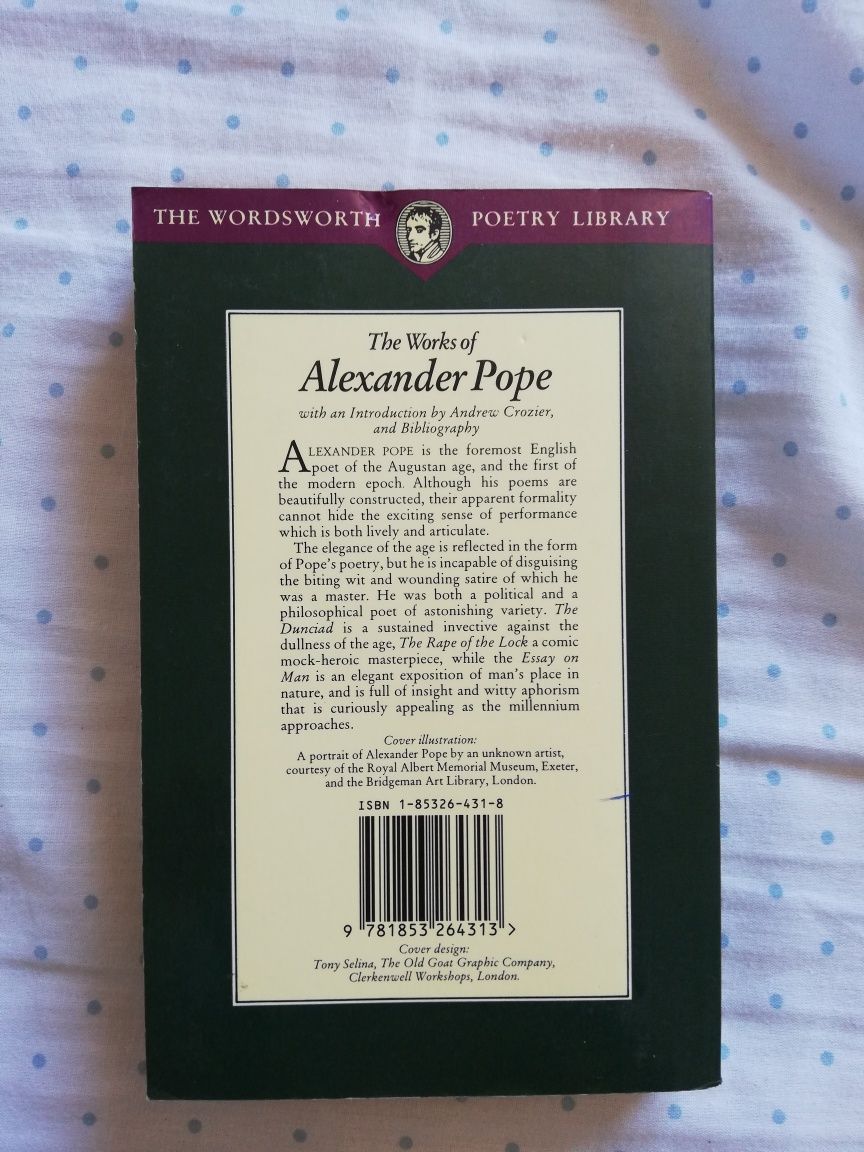 THE WORDSWORTH POETRY LIBRARY
The Works of
Alexander Pope
with an Introduction by Andrew Crozier,
and Bibliography
ALEXANDER POPE is the foremost English
poet of the Augustan age, and the first of
the modern epoch. Although his poems are
beautifully constructed, their apparent formality
cannot hide the exciting sense of performance
which is both lively and articulate.
The elegance of the age is reflected in the form
of Pope's poetry, but he is incapable of disguising
the biting wit and wounding satire of which he
was a master. He was both a political and a
philosophical poet of astonishing variety. The
Dunciad is a sustained invective against the
dullness of the age, The Rape of the Lock a comic
mock-heroic masterpiece, while the Essay on
Man is an elegant exposition of man's place in
nature, and is full of insight and witty aphorism
that is curiously appealing as the millennium
approaches.
Cover illustration:
A portrait of Alexander Pope by an unknown artist,
courtesy of the Royal Albert Memorial Museum, Exeter,
and the Bridgeman Art Library, London.
ISBN 1-85326-431-8
9 781853 264313 >
Cover design:
Tony Selina, The Old Goat Graphic Company,
Clerkenwell Workshops, London.